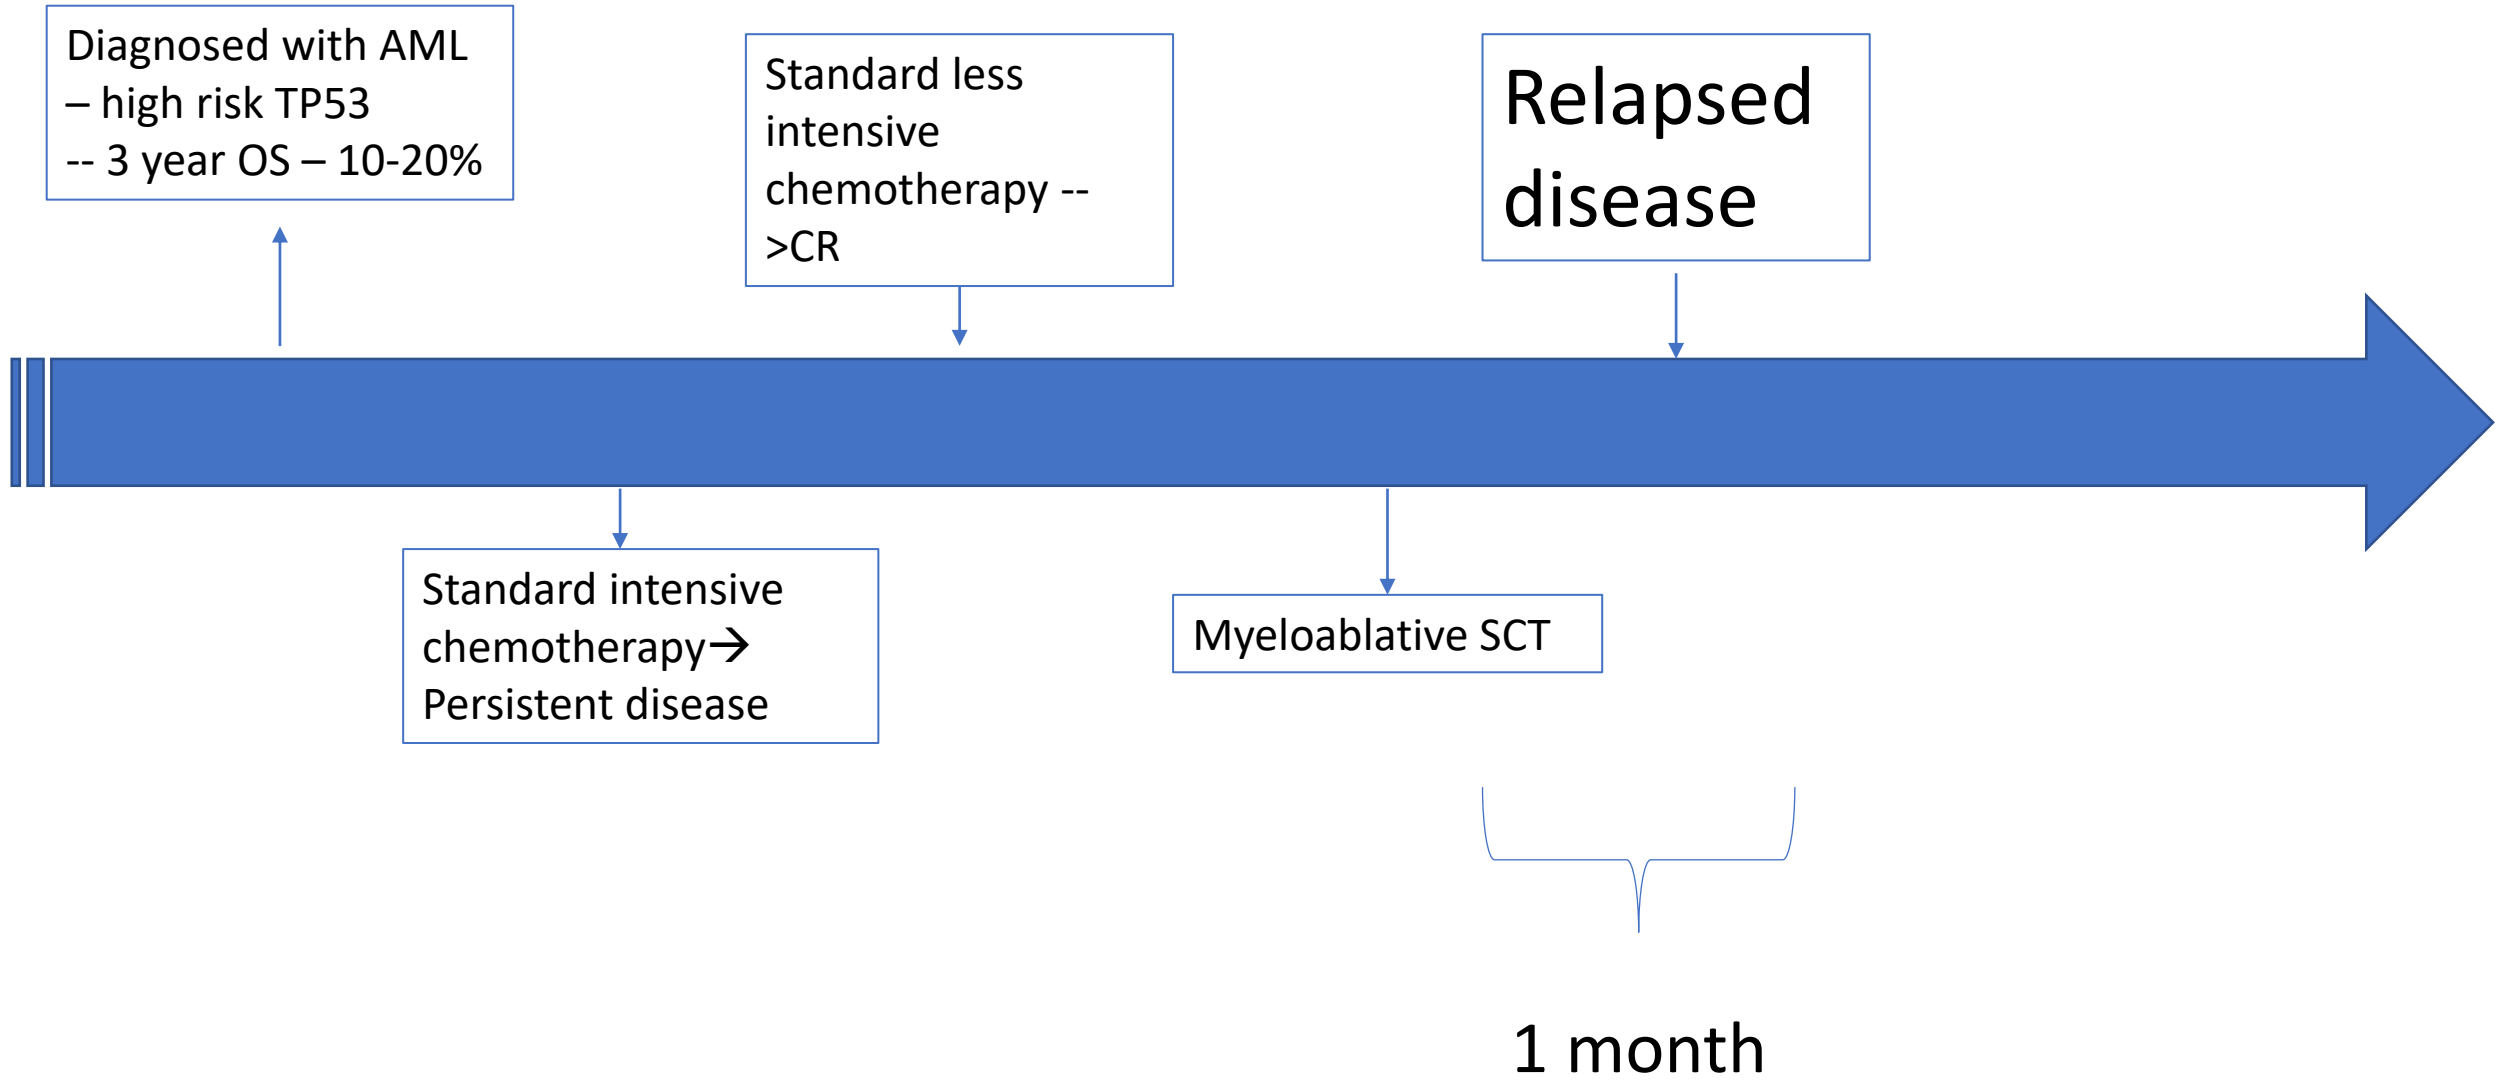 Diagnosed with AML
– high risk TP53
-- 3 year OS – 10-20%
Standard less
intensive
chemotherapy --
>CR
Relapsed
disease
Standard intensive
chemotherapy→
Persistent disease
Myeloablative SCT
1 month